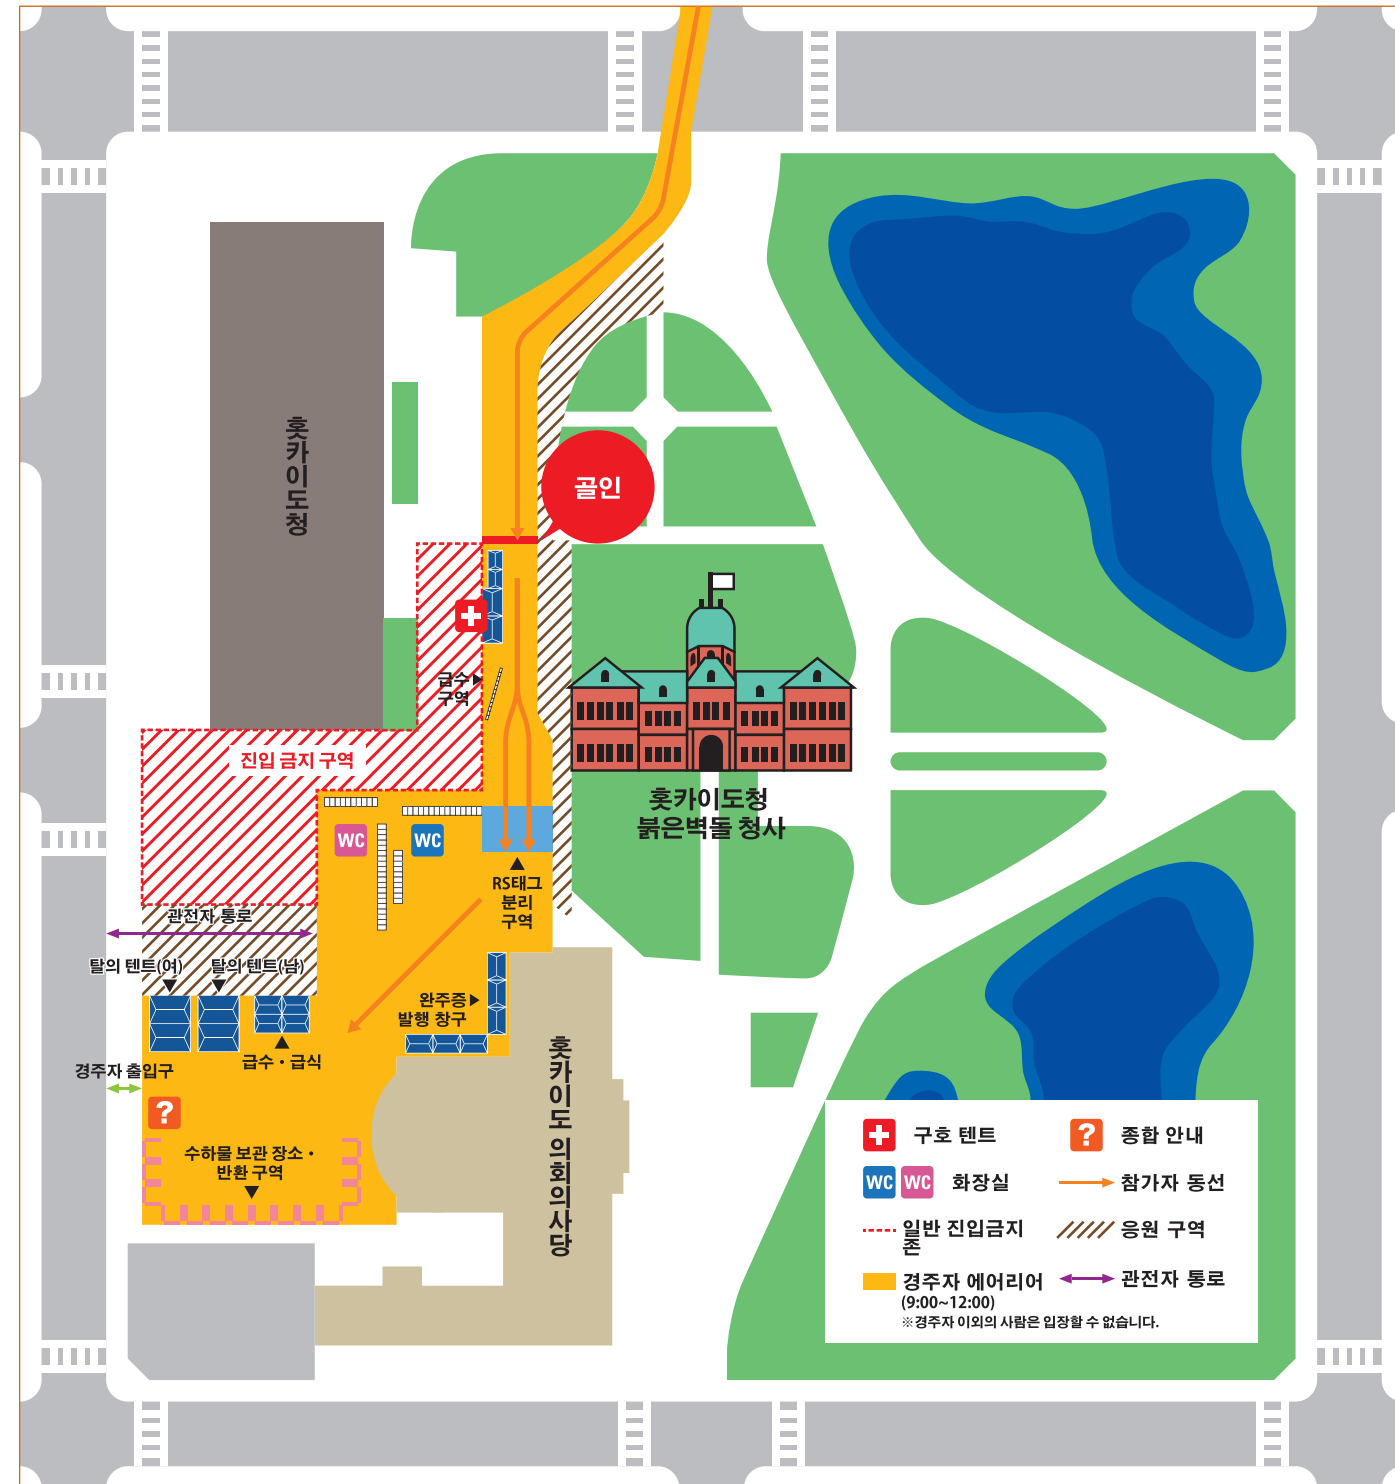 홋카이도청
골인
급수
구역
진입 금지 구역
WC
WC
홋카이도청
붉은벽돌 청사
RS태그
분리
구역
관전자 통로
탈의 텐트(여)
탈의 텐트(남)
완주증
발행 창구
급수・급식
경주자 출입구
?
수하물 보관 장소・
반환 구역
홋카이도 의회의사당
구호 텐트
? 종합 안내
WC WC 화장실
참가자 동선
일반 진입금지
존
응원 구역
경주자 에어리어
(9:00~12:00)
※경주자 이외의 사람은 입장할 수 없습니다.
관전자 통로